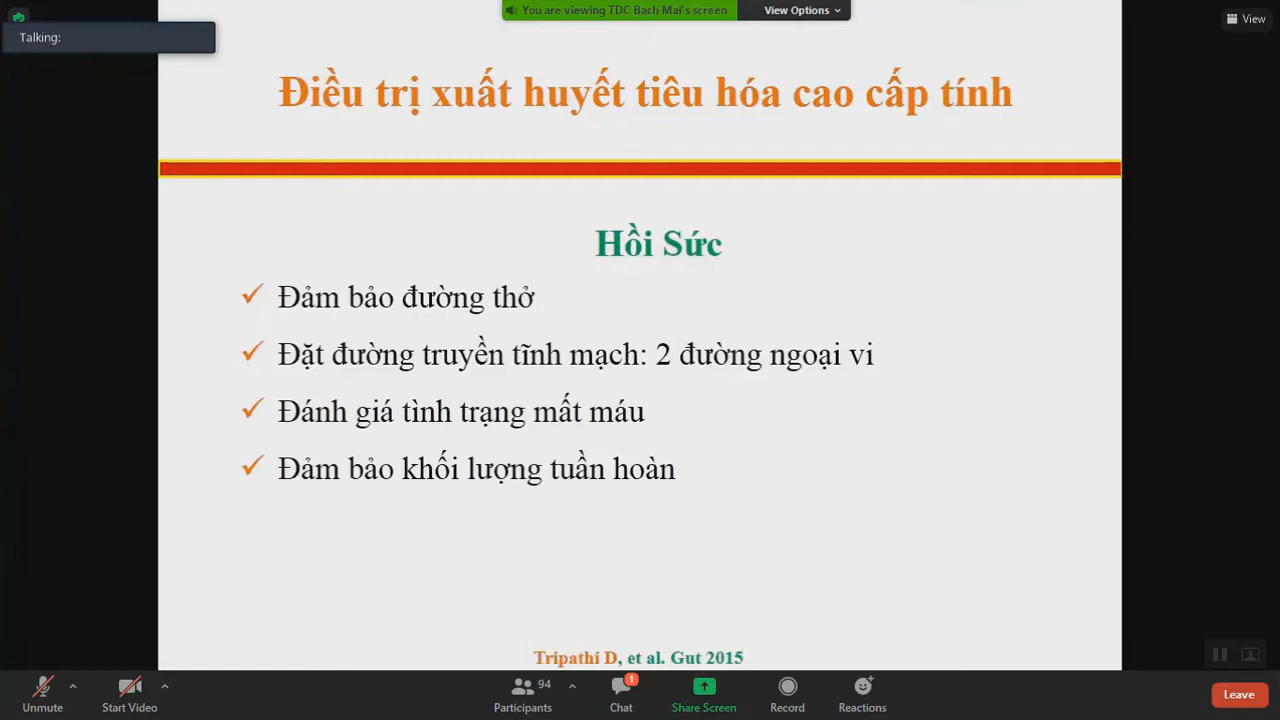 You are viewing TDC Bach Mai's screen
View Options
View
Talking:
Điều trị xuất huyết tiêu hóa cao cấp tính
Hồi Sức
✓ Đảm bảo đường thở
✓ Đặt đường truyền tĩnh mạch: 2 đường ngoại vi
✓ Đánh giá tình trạng mất máu
✓ Đảm bảo khối lượng tuần hoàn
Tripathi D, et al. Gut 2015
Unmute
Start Video
94
Participants
1
Chat
Share Screen
Record
Reactions
Leave